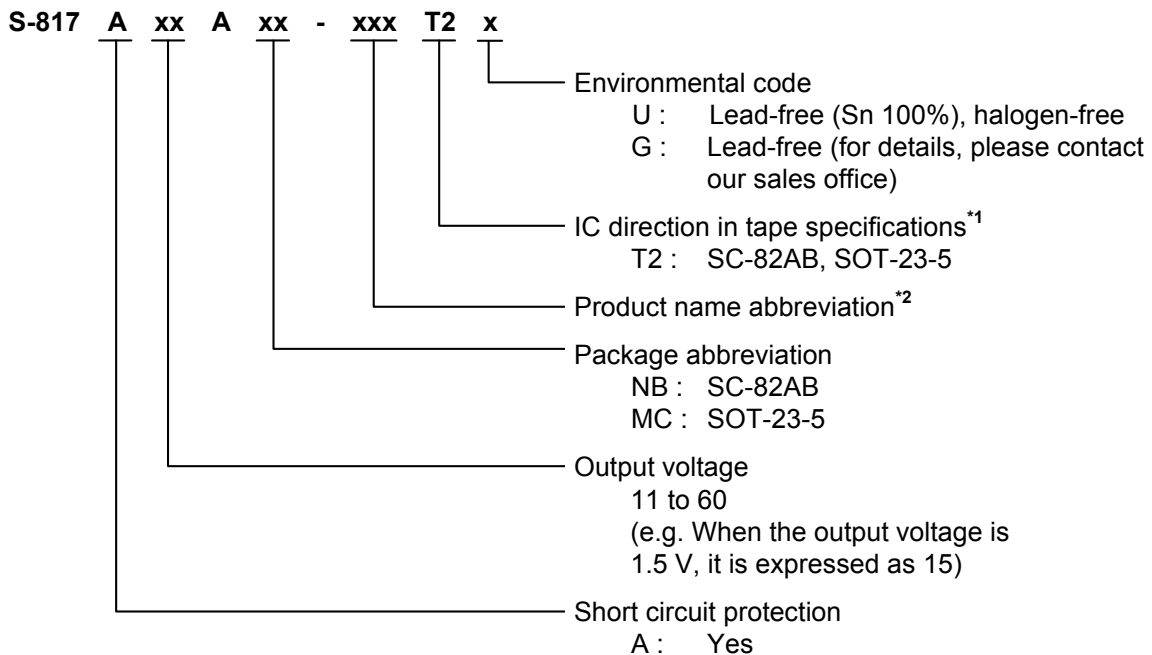 S-817 A xx A xx - xxx T2 x
Environmental code
U : Lead-free (Sn 100%), halogen-free
G : Lead-free (for details, please contact
our sales office)
IC direction in tape specifications*1
T2 : SC-82AB, SOT-23-5
Product name abbreviation*2
Package abbreviation
NB : SC-82AB
MC : SOT-23-5
Output voltage
11 to 60
(e.g. When the output voltage is
1.5 V, it is expressed as 15)
Short circuit protection
A : Yes